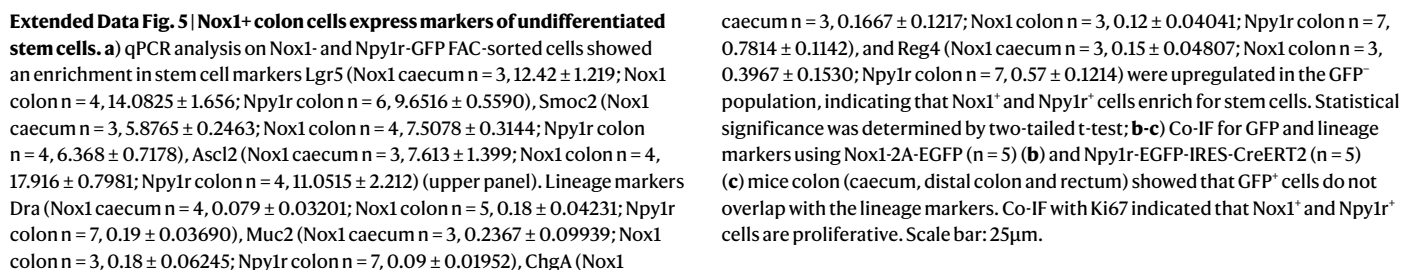 Extended Data Fig. 5 | Nox1+ colon cells express markers of undifferentiated
stem cells. a) qPCR analysis on Nox1- and Npy1r-GFP FAC-sorted cells showed
an enrichment in stem cell markers Lgr5 (Nox1 caecum n = 3, 12.42 ± 1.219; Nox1
colon n = 4, 14.0825 ± 1.656; Npy1r colon n = 6, 9.6516 ± 0.5590), Smoc2 (Nox1
caecum n = 3, 5.8765 ± 0.2463; Nox1 colon n = 4, 7.5078 ± 0.3144; Npy1r colon
n = 4, 6.368 ± 0.7178), Ascl2 (Nox1 caecum n = 3, 7.613 ± 1.399; Nox1 colon n = 4,
17.916 ± 0.7981; Npy1r colon n = 4, 11.0515 ± 2.212) (upper panel). Lineage markers
Dra (Nox1 caecum n = 4, 0.079 ± 0.03201; Nox1 colon n = 5, 0.18 ± 0.04231; Npy1r
colon n = 7, 0.19 ± 0.03690), Muc2 (Nox1 caecum n = 3, 0.2367 ± 0.09939; Nox1
colon n = 3, 0.18 ± 0.06245; Npy1r colon n = 7, 0.09 ± 0.01952), ChgA (Nox1
caecum n = 3, 0.1667 ± 0.1217; Nox1 colon n = 3, 0.12 ± 0.04041; Npy1r colon n = 7,
0.7814 ± 0.1142), and Reg4 (Nox1 caecum n = 3, 0.15 ± 0.04807; Nox1 colon n = 3,
0.3967 ± 0.1530; Npy1r colon n = 7, 0.57 ± 0.1214) were upregulated in the GFP⁻
population, indicating that Nox1⁺ and Npy1r⁺ cells enrich for stem cells. Statistical
significance was determined by two-tailed t-test; b-c) Co-IF for GFP and lineage
markers using Nox1-2A-EGFP (n = 5) (b) and Npy1r-EGFP-IRES-CreERT2 (n = 5)
(c) mice colon (caecum, distal colon and rectum) showed that GFP⁺ cells do not
overlap with the lineage markers. Co-IF with Ki67 indicated that Nox1⁺ and Npy1r⁺
cells are proliferative. Scale bar: 25μm.